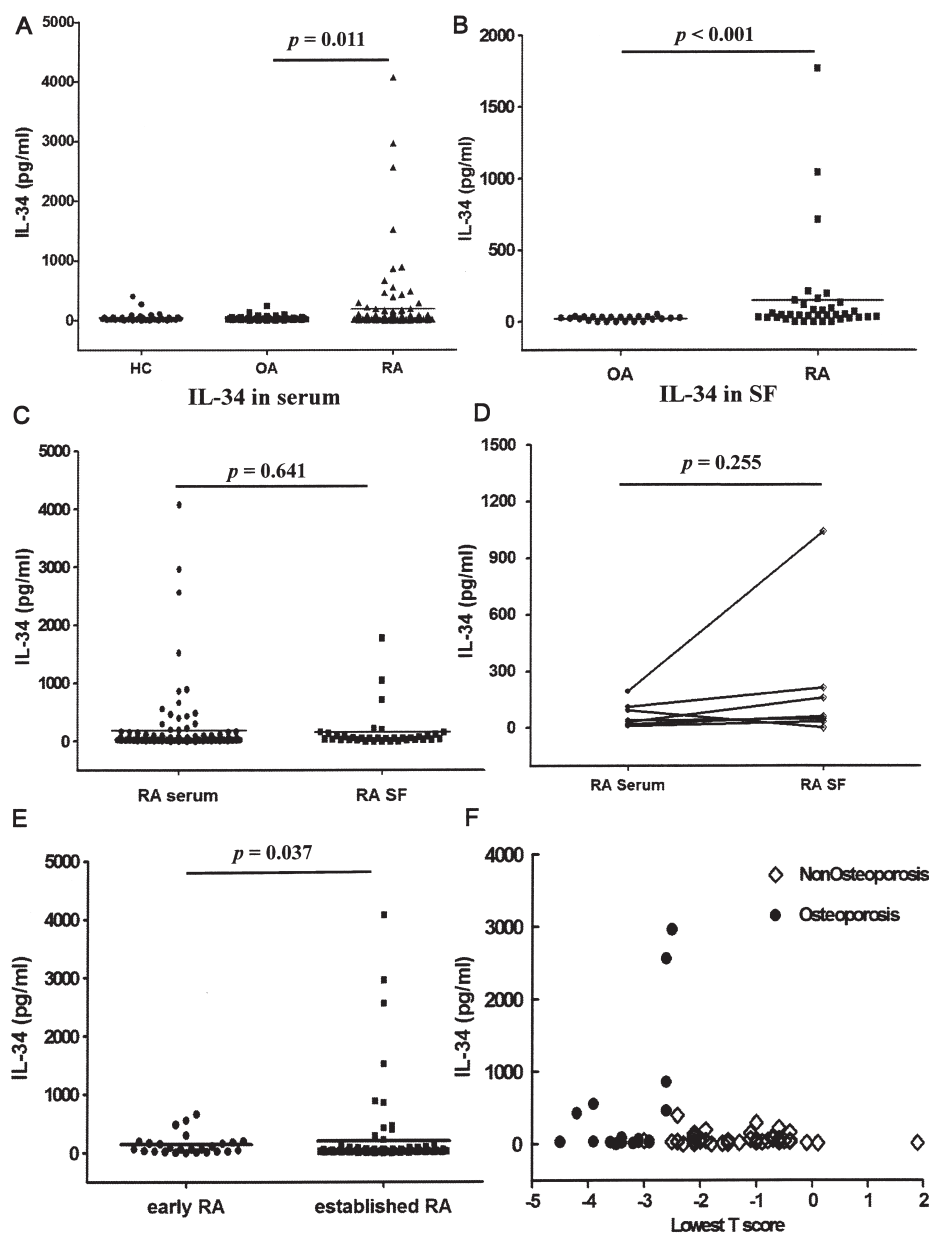 A
5000
4000
3000
2000
1000
0
IL-34 (pg/ml)
p = 0.011
HC
OA
RA
IL-34 in serum
B
2000
1500
1000
500
0
IL-34 (pg/ml)
p < 0.001
OA
RA
IL-34 in SF
C
5000
4000
3000
2000
1000
0
IL-34 (pg/ml)
p = 0.641
RA serum
RA SF
D
1500
1200
900
600
300
0
IL-34 (pg/ml)
p = 0.255
RA Serum
RA SF
E
5000
4000
3000
2000
1000
0
IL-34 (pg/ml)
p = 0.037
early RA
established RA
F
4000
3000
2000
1000
0
IL-34 (pg/ml)
NonOsteoporosis
Osteoporosis
-5 -4 -3 -2 -1 0 1 2
Lowest T score